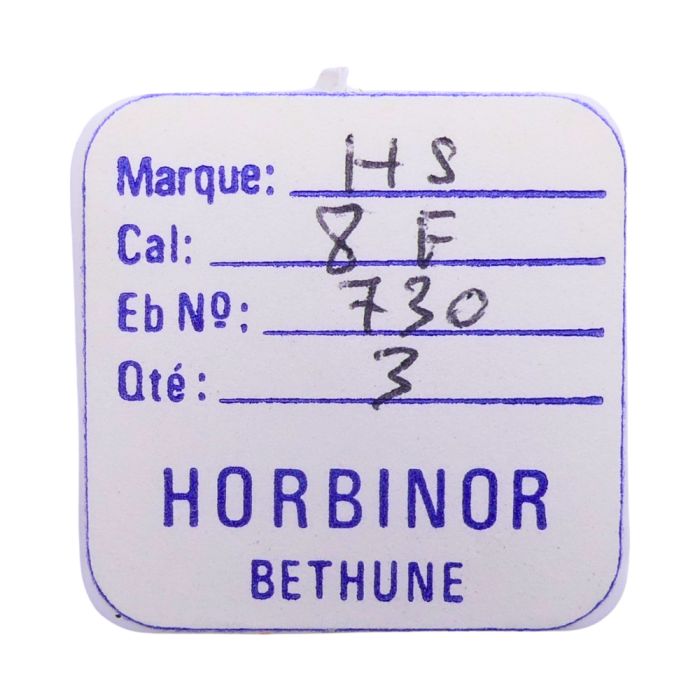 Marque: HS
Cal: 8 F
Eb Nº: 730
Qté: 3
HORBINOR
BETHUNE